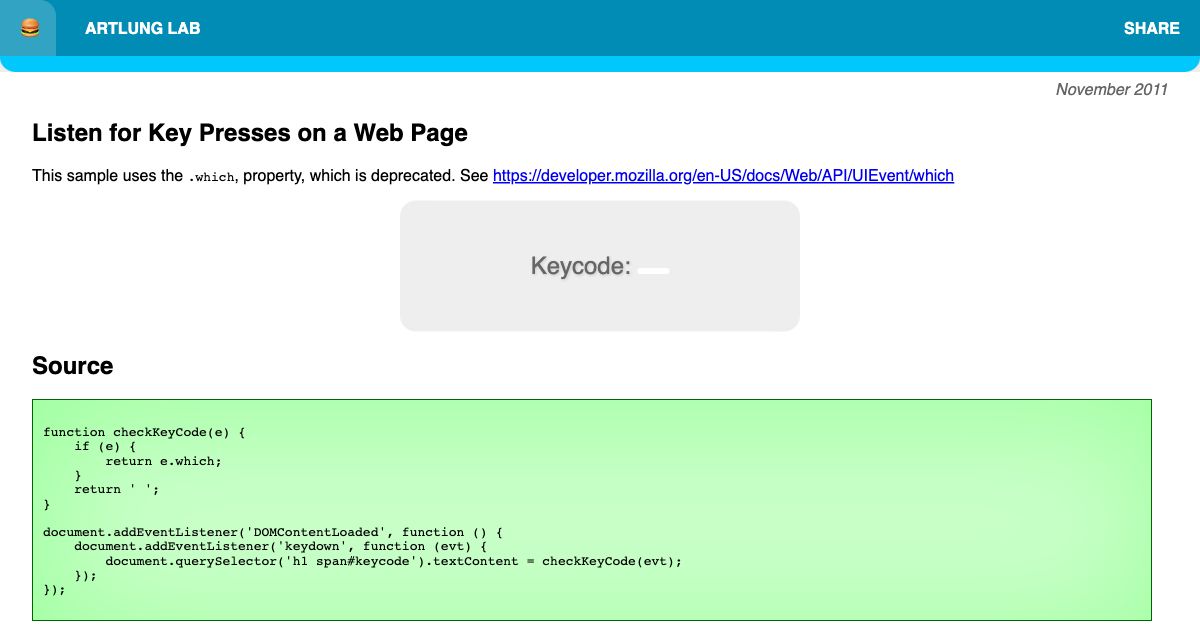 ARTLUNG LAB
SHARE
November 2011
Listen for Key Presses on a Web Page
This sample uses the .which, property, which is deprecated. See https://developer.mozilla.org/en-US/docs/Web/API/UIEvent/which
Keycode:
Source
function checkKeyCode(e) {
    if (e) {
        return e.which;
    }
    return ' ';
}
document.addEventListener('DOMContentLoaded', function () {
    document.addEventListener('keydown', function (evt) {
        document.querySelector('h1 span#keycode').textContent = checkKeyCode(evt);
    });
});